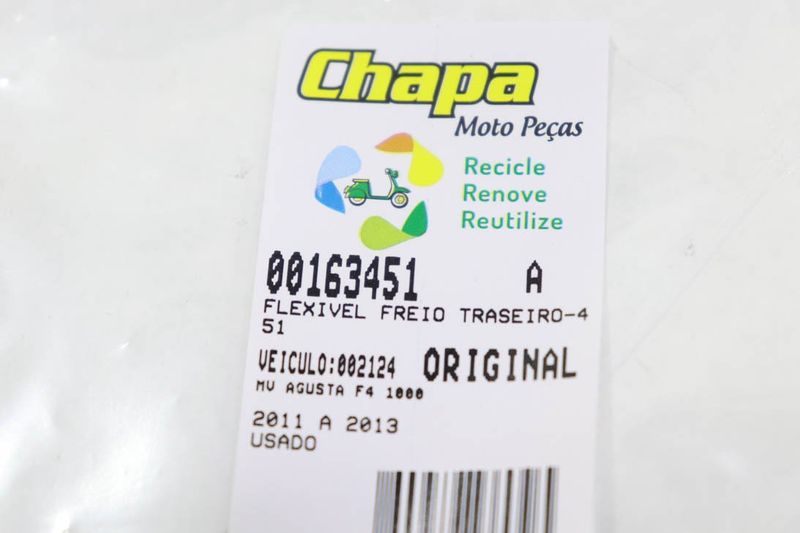 Chapa
Moto Peças
Recicle
Renove
Reutilize
00163451 A
FLEXIVEL FREIO TRASEIRO-4
51
VEICULO:002124 ORIGINAL
MV AGUSTA F4 1000
2011 A 2013
USADO